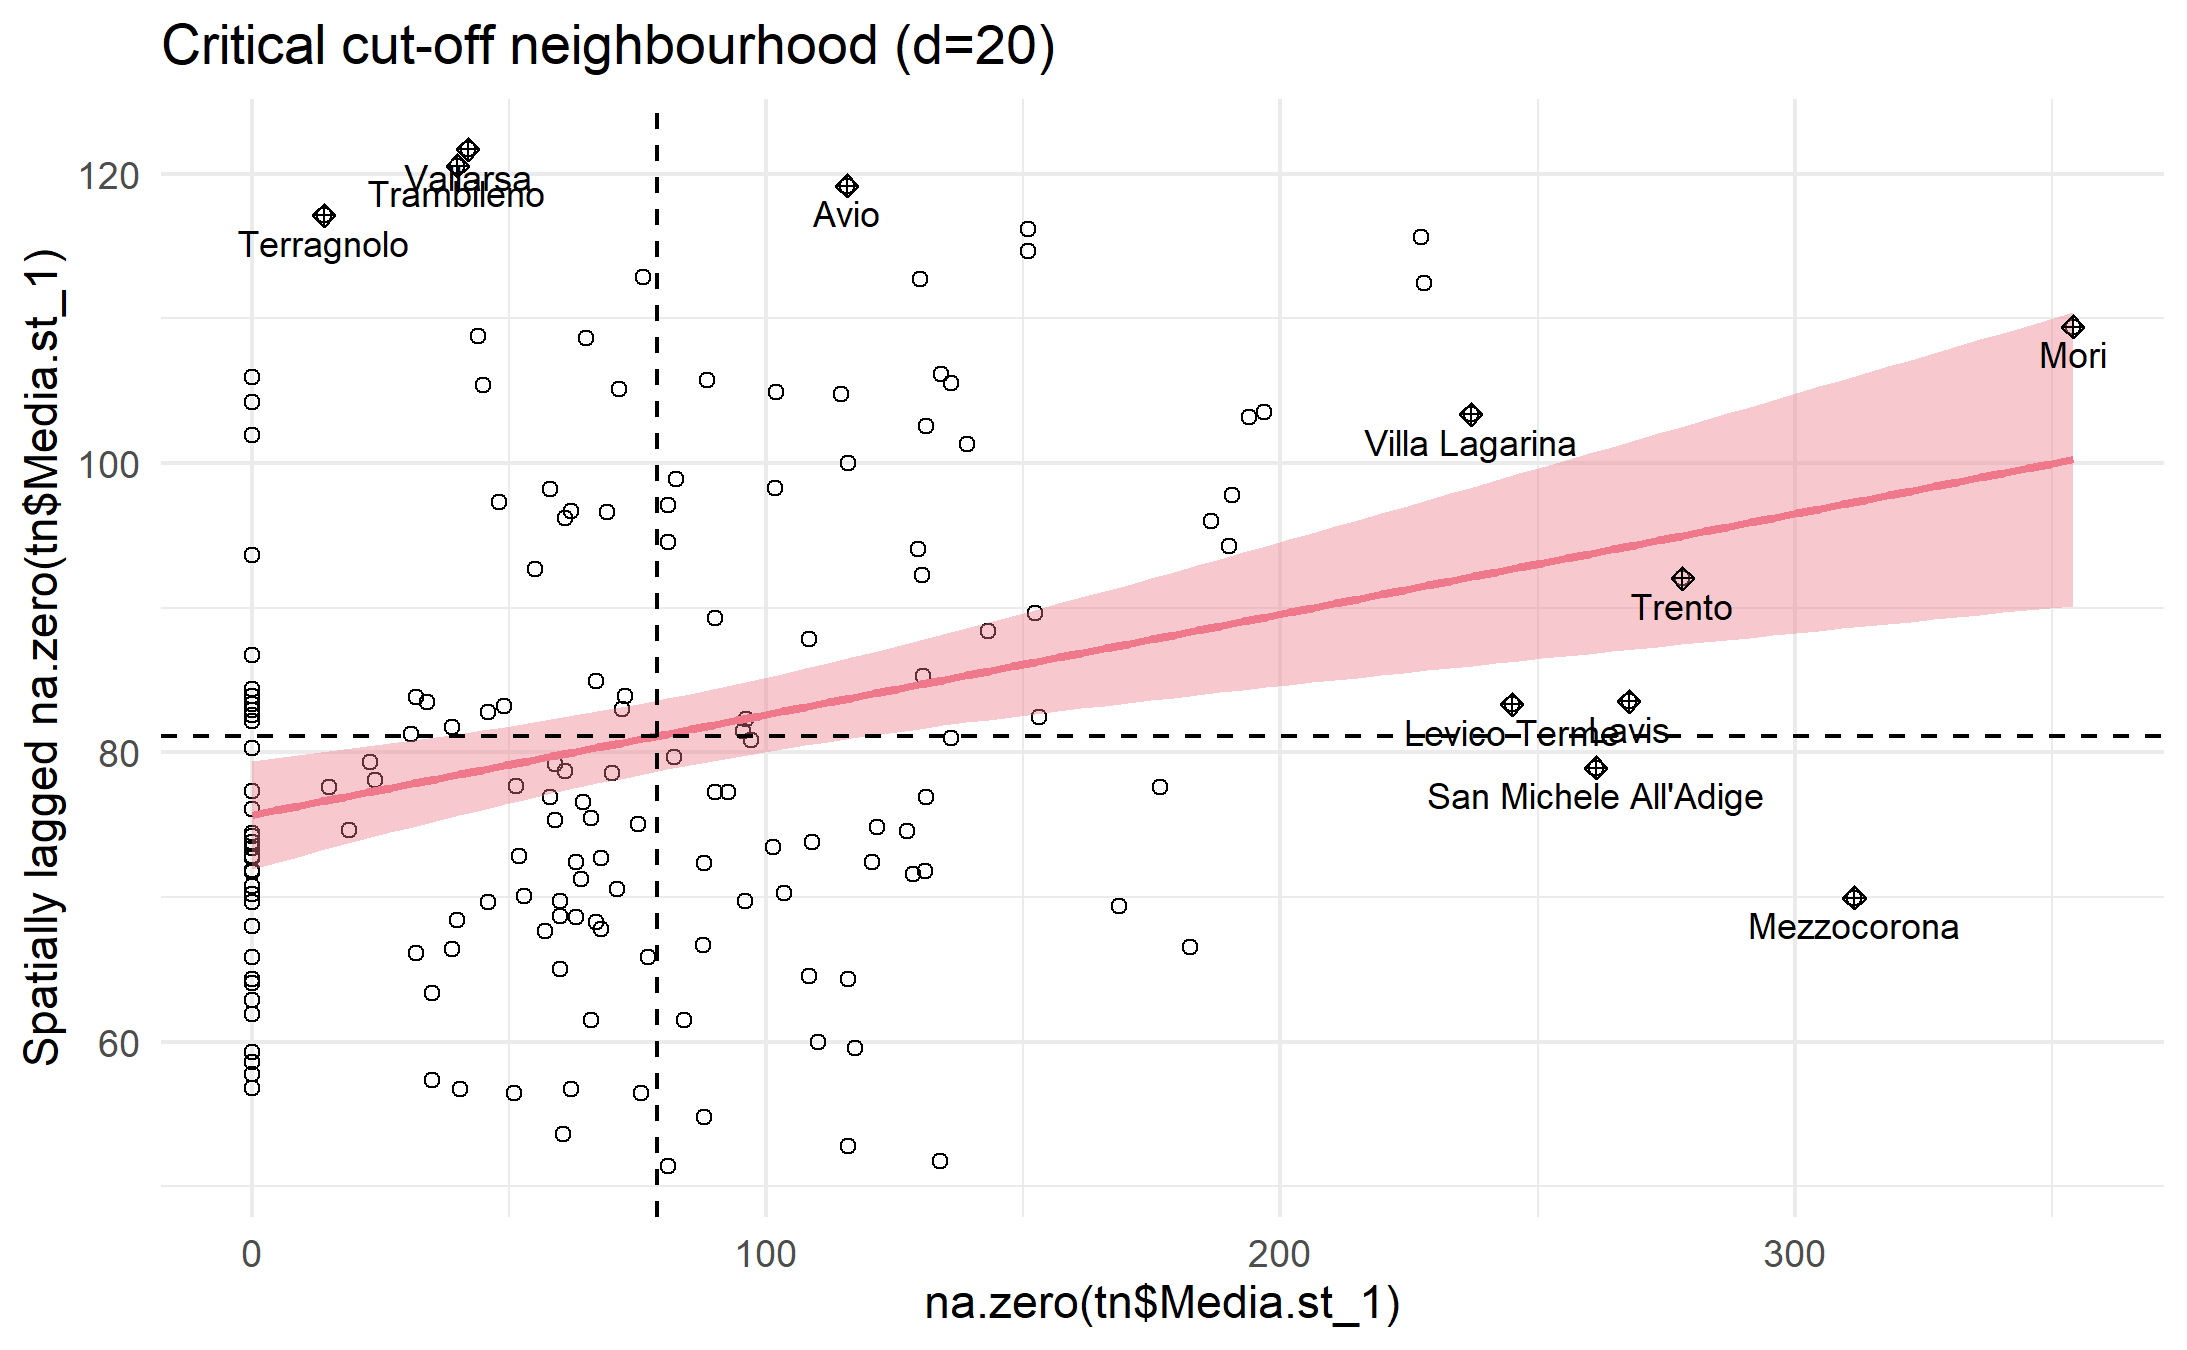 Critical cut-off neighbourhood (d=20)
Spatially lagged na.zero(tn$Media.st_1)
120
100
80
60
Vallarsa
Trambileno
Terragnolo
Avio
Mori
Villa Lagarina
Trento
Levico Terme
Lavis
San Michele All'Adige
Mezzocorona
0
100
200
300
na.zero(tn$Media.st_1)